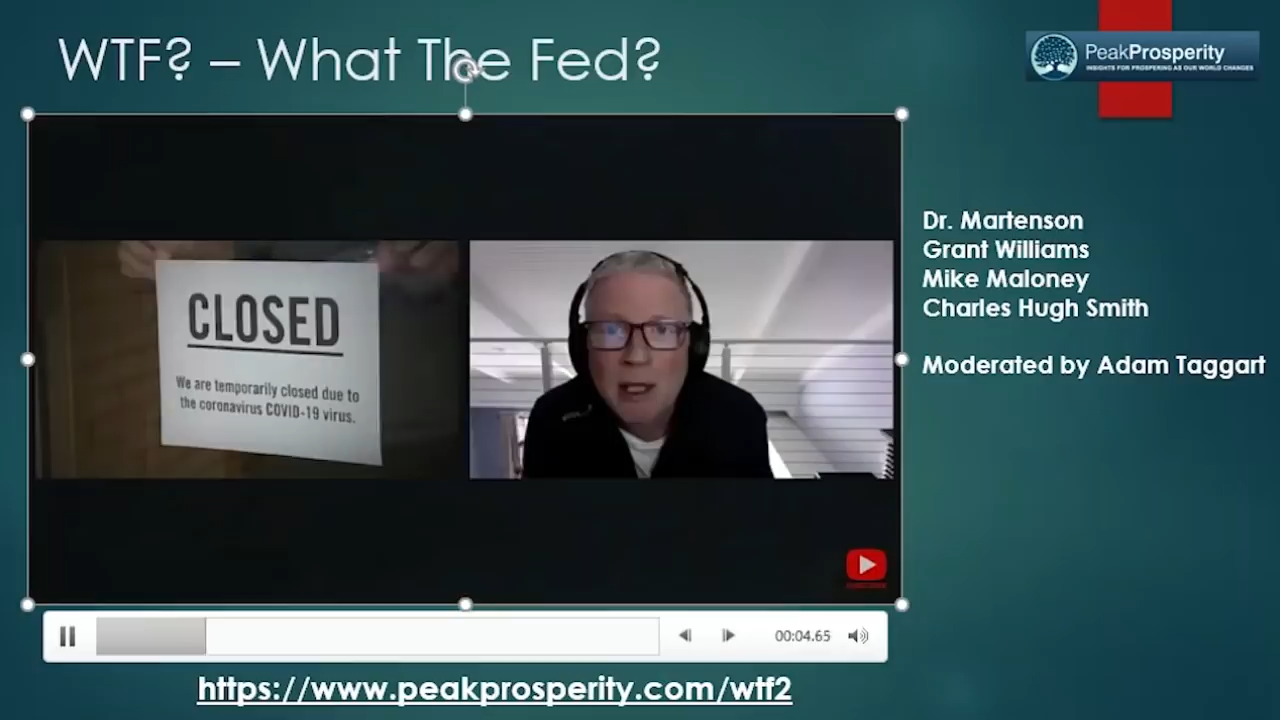 WTF? – What The Fed?
PeakProsperity
INSIGHTS FOR PROSPERING AS OUR WORLD CHANGES
CLOSED
We are temporarily closed due to
the coronavirus COVID-19 virus.
Dr. Martenson
Grant Williams
Mike Maloney
Charles Hugh Smith
Moderated by Adam Taggart
00:04.65
https://www.peakprosperity.com/wtf2